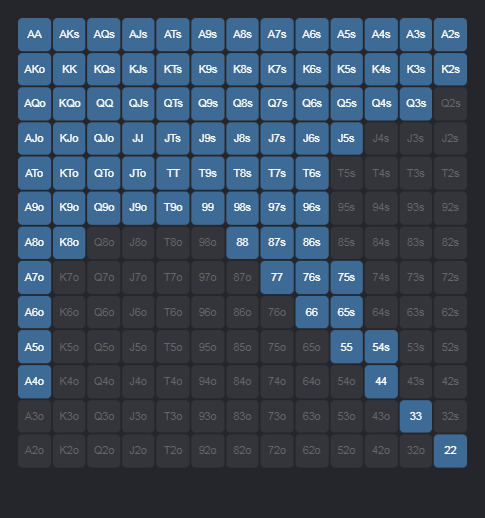 AA AKs AQs AJs ATs A9s A8s A7s A6s A5s A4s A3s A2s
AKo KK KQs KJs KTs K9s K8s K7s K6s K5s K4s K3s K2s
AQo KQo QQ QJs QTs Q9s Q8s Q7s Q6s Q5s Q4s Q3s Q2s
AJo KJo QJo JJ JTs J9s J8s J7s J6s J5s J4s J3s J2s
ATo KTo QTo JTo TT T9s T8s T7s T6s T5s T4s T3s T2s
A9o K9o Q9o J9o T9o 99 98s 97s 96s 95s 94s 93s 92s
A8o K8o Q8o J8o T8o 98o 88 87s 86s 85s 84s 83s 82s
A7o K7o Q7o J7o T7o 97o 87o 77 76s 75s 74s 73s 72s
A6o K6o Q6o J6o T6o 96o 86o 76o 66 65s 64s 63s 62s
A5o K5o Q5o J5o T5o 95o 85o 75o 65o 55 54s 53s 52s
A4o K4o Q4o J4o T4o 94o 84o 74o 64o 54o 44 43s 42s
A3o K3o Q3o J3o T3o 93o 83o 73o 63o 53o 43o 33 32s
A2o K2o Q2o J2o T2o 92o 82o 72o 62o 52o 42o 32o 22